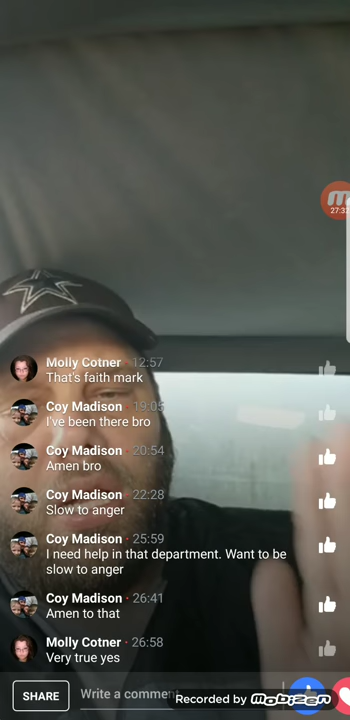 27:32
Molly Cotner · 12:57
That's faith mark
Coy Madison · 19:05
I've been there bro
Coy Madison · 20:54
Amen bro
Coy Madison · 22:28
Slow to anger
Coy Madison · 25:59
I need help in that department. Want to be
slow to anger
Coy Madison · 26:41
Amen to that
Molly Cotner · 26:58
Very true yes
SHARE
Write a comment
Recorded by Mobizen